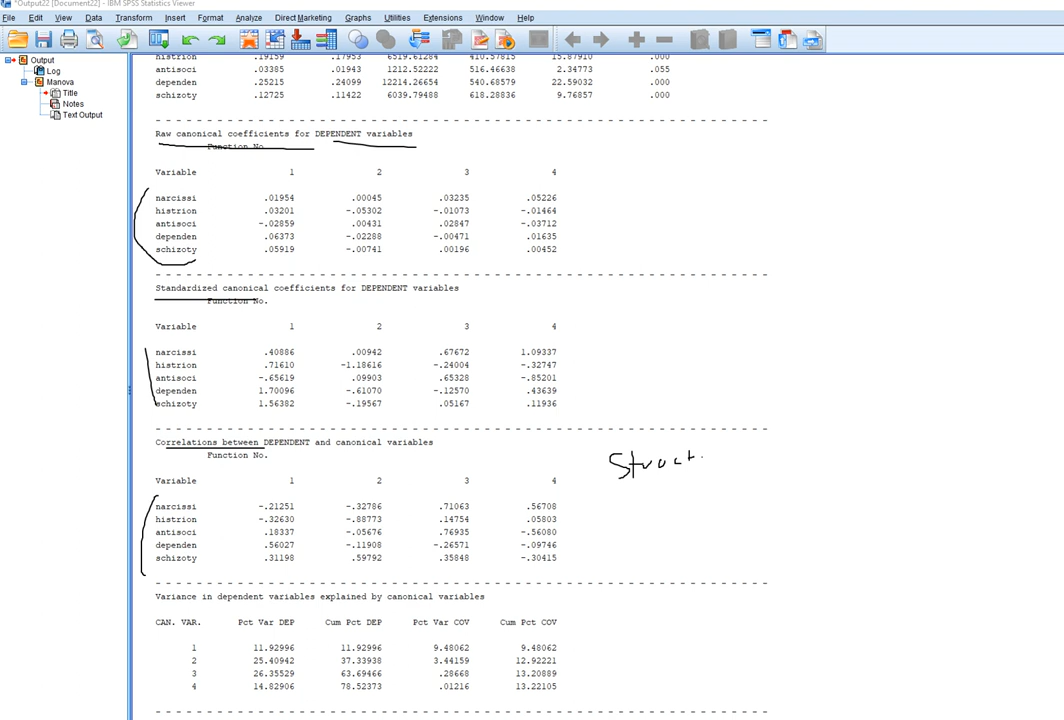 *Output22 [Document22] - IBM SPSS Statistics Viewer
File Edit View Data Transform Insert Format Analyze Direct Marketing Graphs Utilities Extensions Window Help
Output
Log
Manova
Title
Notes
Text Output
histrion .19159 .17953 6519.61284 410.57815 15.87910 .000
antisoci .03385 .01943 1212.52222 516.46638 2.34773 .055
dependen .25215 .24099 12214.26654 540.68579 22.59032 .000
schizoty .12725 .11422 6039.79488 618.28836 9.76857 .000
- - - - - - - - - - - - - - - - - - - - - - - - - - - - - - - - - - - - -
Raw canonical coefficients for DEPENDENT variables
Function No.
Variable 1 2 3 4
narcissi .01954 .00045 .03235 .05226
histrion .03201 -.05302 -.01073 -.01464
antisoci -.02859 .00431 .02847 -.03712
dependen .06373 -.02288 -.00471 .01635
schizoty .05919 -.00741 .00196 .00452
- - - - - - - - - - - - - - - - - - - - - - - - - - - - - - - - - - - - -
Standardized canonical coefficients for DEPENDENT variables
Function No.
Variable 1 2 3 4
narcissi .40886 .00942 .67672 1.09337
histrion .71610 -1.18616 -.24004 -.32747
antisoci -.65619 .09903 .65328 -.85201
dependen 1.70096 -.61070 -.12570 .43639
schizoty 1.56382 -.19567 .05167 .11936
- - - - - - - - - - - - - - - - - - - - - - - - - - - - - - - - - - - - -
Correlations between DEPENDENT and canonical variables
Function No.
Struct
Variable 1 2 3 4
narcissi -.21251 -.32786 .71063 .56708
histrion -.32630 -.88773 .14754 .05803
antisoci .18337 -.05676 .76935 -.56080
dependen .56027 -.11908 -.26571 -.09746
schizoty .31198 .59792 .35848 -.30415
- - - - - - - - - - - - - - - - - - - - - - - - - - - - - - - - - - - - -
Variance in dependent variables explained by canonical variables
CAN. VAR. Pct Var DEP Cum Pct DEP Pct Var COV Cum Pct COV
1 11.92996 11.92996 9.48062 9.48062
2 25.40942 37.33938 3.44159 12.92221
3 26.35529 63.69466 .28668 13.20889
4 14.82906 78.52373 .01216 13.22105
- - - - - - - - - - - - - - - - - - - - - - - - - - - - - - - - - - - - -